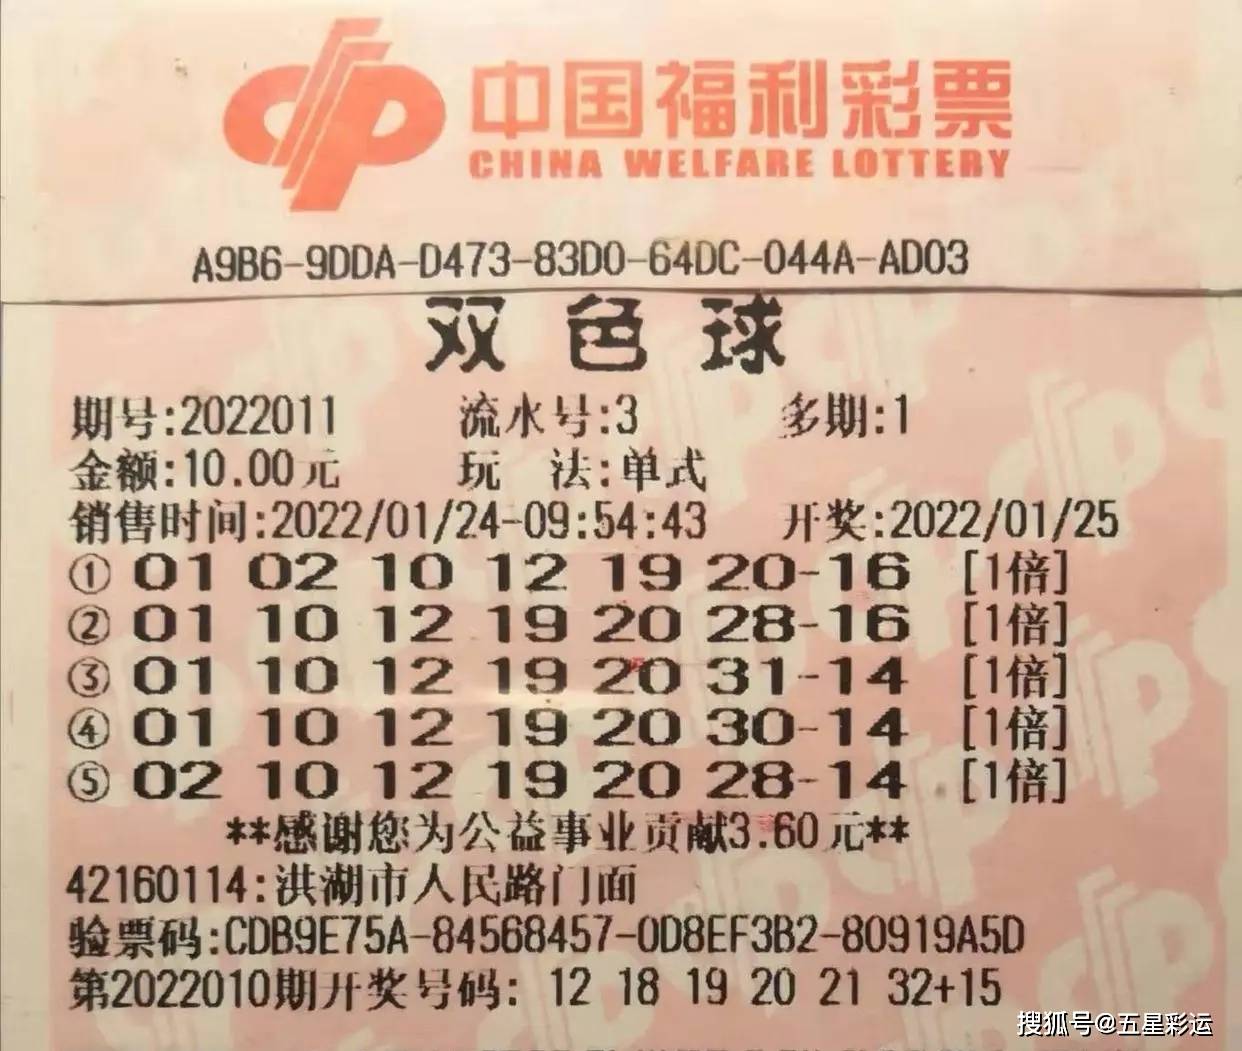 中国福利彩票
CHINA WELFARE LOTTERY
A9B6-9DDA-D473-83D0-64DC-044A-AD03
双色球
期号:2022011 流水号:3 多期:1
金额:10.00元 玩 法:单式
销售时间:2022/01/24-09:54:43 开奖:2022/01/25
① 01 02 10 12 19 20-16 [1倍]
② 01 10 12 19 20 28-16 [1倍]
③ 01 10 12 19 20 31-14 [1倍]
④ 01 10 12 19 20 30-14 [1倍]
⑤ 02 10 12 19 20 28-14 [1倍]
**感谢您为公益事业贡献3.60元**
42160114:洪湖市人民路门面
验票码:CDB9E75A-84568457-0D8EF3B2-80919A5D
第2022010期开奖号码: 12 18 19 20 21 32+15
搜狐号@五星彩运